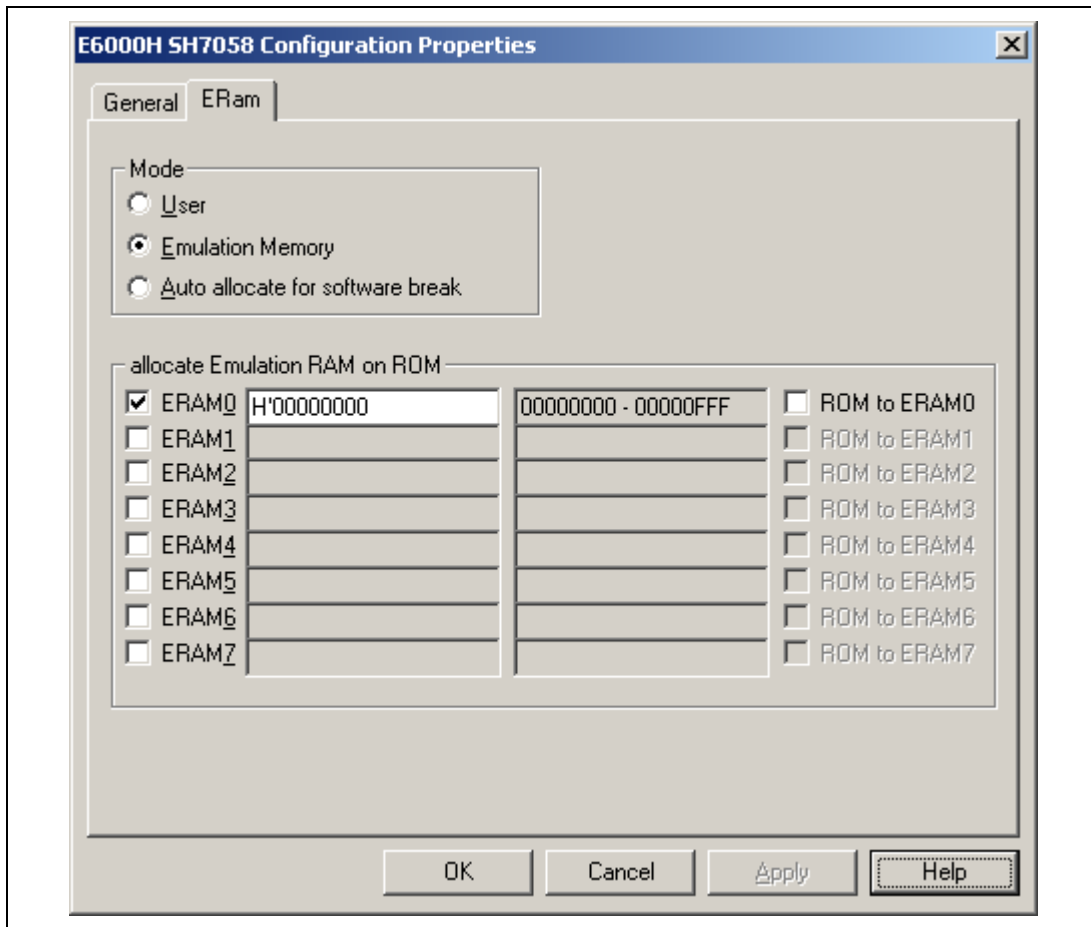 E6000H SH7058 Configuration Properties
General ERam
Mode
User
Emulation Memory
Auto allocate for software break
allocate Emulation RAM on ROM
ERAM0 H'00000000 00000000 - 00000FFF ROM to ERAM0
ERAM1 ROM to ERAM1
ERAM2 ROM to ERAM2
ERAM3 ROM to ERAM3
ERAM4 ROM to ERAM4
ERAM5 ROM to ERAM5
ERAM6 ROM to ERAM6
ERAM7 ROM to ERAM7
OK Cancel Apply Help